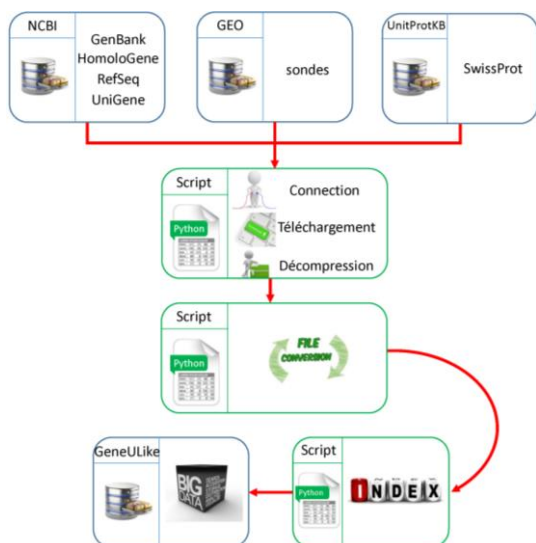 NCBI
GenBank
HomoloGene
RefSeq
UniGene
GEO
sondes
UnitProtKB
SwissProt
Script
Python
Connection
Téléchargement
Décompression
Script
Python
FILE
CONVERSION
Script
Python
INDEX
GeneULike
BIG
DATA